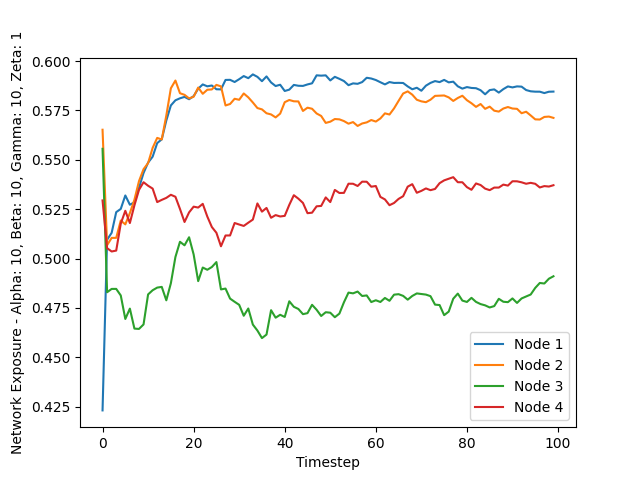 Network Exposure - Alpha: 10, Beta: 10, Gamma: 10, Zeta: 1
0.600
0.575
0.550
0.525
0.500
0.475
0.450
0.425
Node 1
Node 2
Node 3
Node 4
0
20
40
60
80
100
Timestep